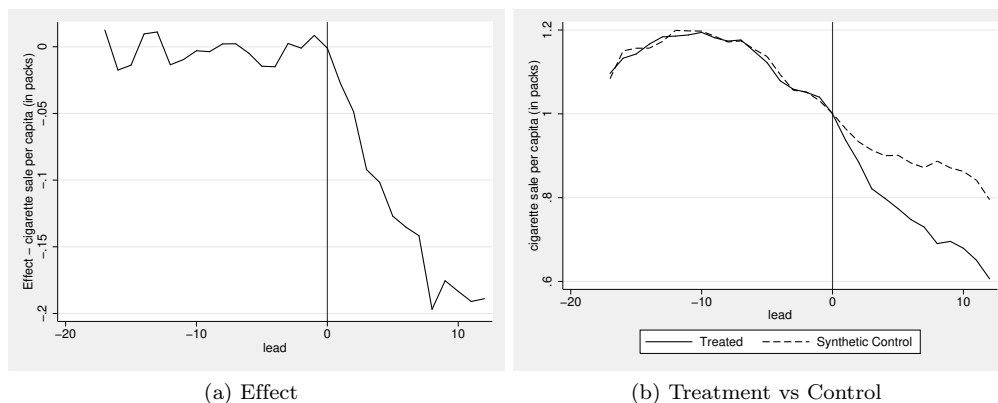 Effect – cigarette sale per capita (in packs)
0
-.05
-.1
-.15
-.2
−20
−10
0
10
lead
(a) Effect
cigarette sale per capita (in packs)
1.2
1
.8
.6
−20
−10
0
10
lead
Treated
Synthetic Control
(b) Treatment vs Control